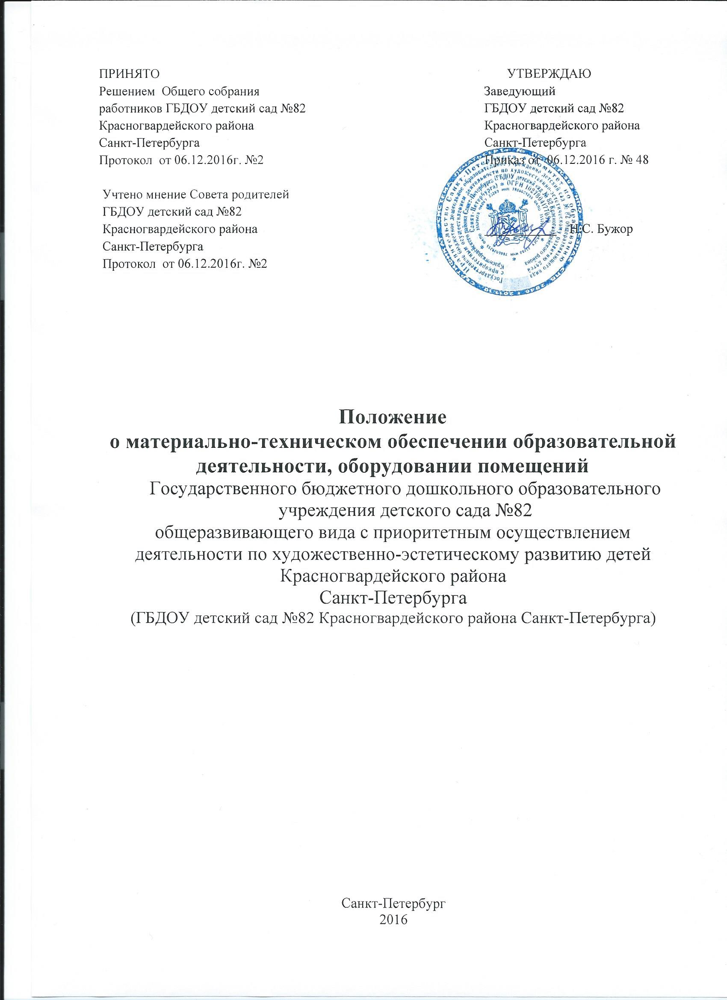 ПРИНЯТО
Решением  Общего собрания
работников ГБДОУ детский сад №82
Красногвардейского района
Санкт-Петербурга
Протокол  от 06.12.2016г. №2
Учтено мнение Совета родителей
ГБДОУ детский сад №82
Красногвардейского района
Санкт-Петербурга
Протокол  от 06.12.2016г. №2
УТВЕРЖДАЮ
Заведующий
ГБДОУ детский сад №82
Красногвардейского района
Санкт-Петербурга
Приказ от  06.12.2016 г. № 48
Н.С. Бужор
Положение
о материально-техническом обеспечении образовательной
деятельности, оборудовании помещений
Государственного бюджетного дошкольного образовательного
учреждения детского сада №82
общеразвивающего вида с приоритетным осуществлением
деятельности по художественно-эстетическому развитию детей
Красногвардейского района
Санкт-Петербурга
(ГБДОУ детский сад №82 Красногвардейского района Санкт-Петербурга)
Санкт-Петербург
2016